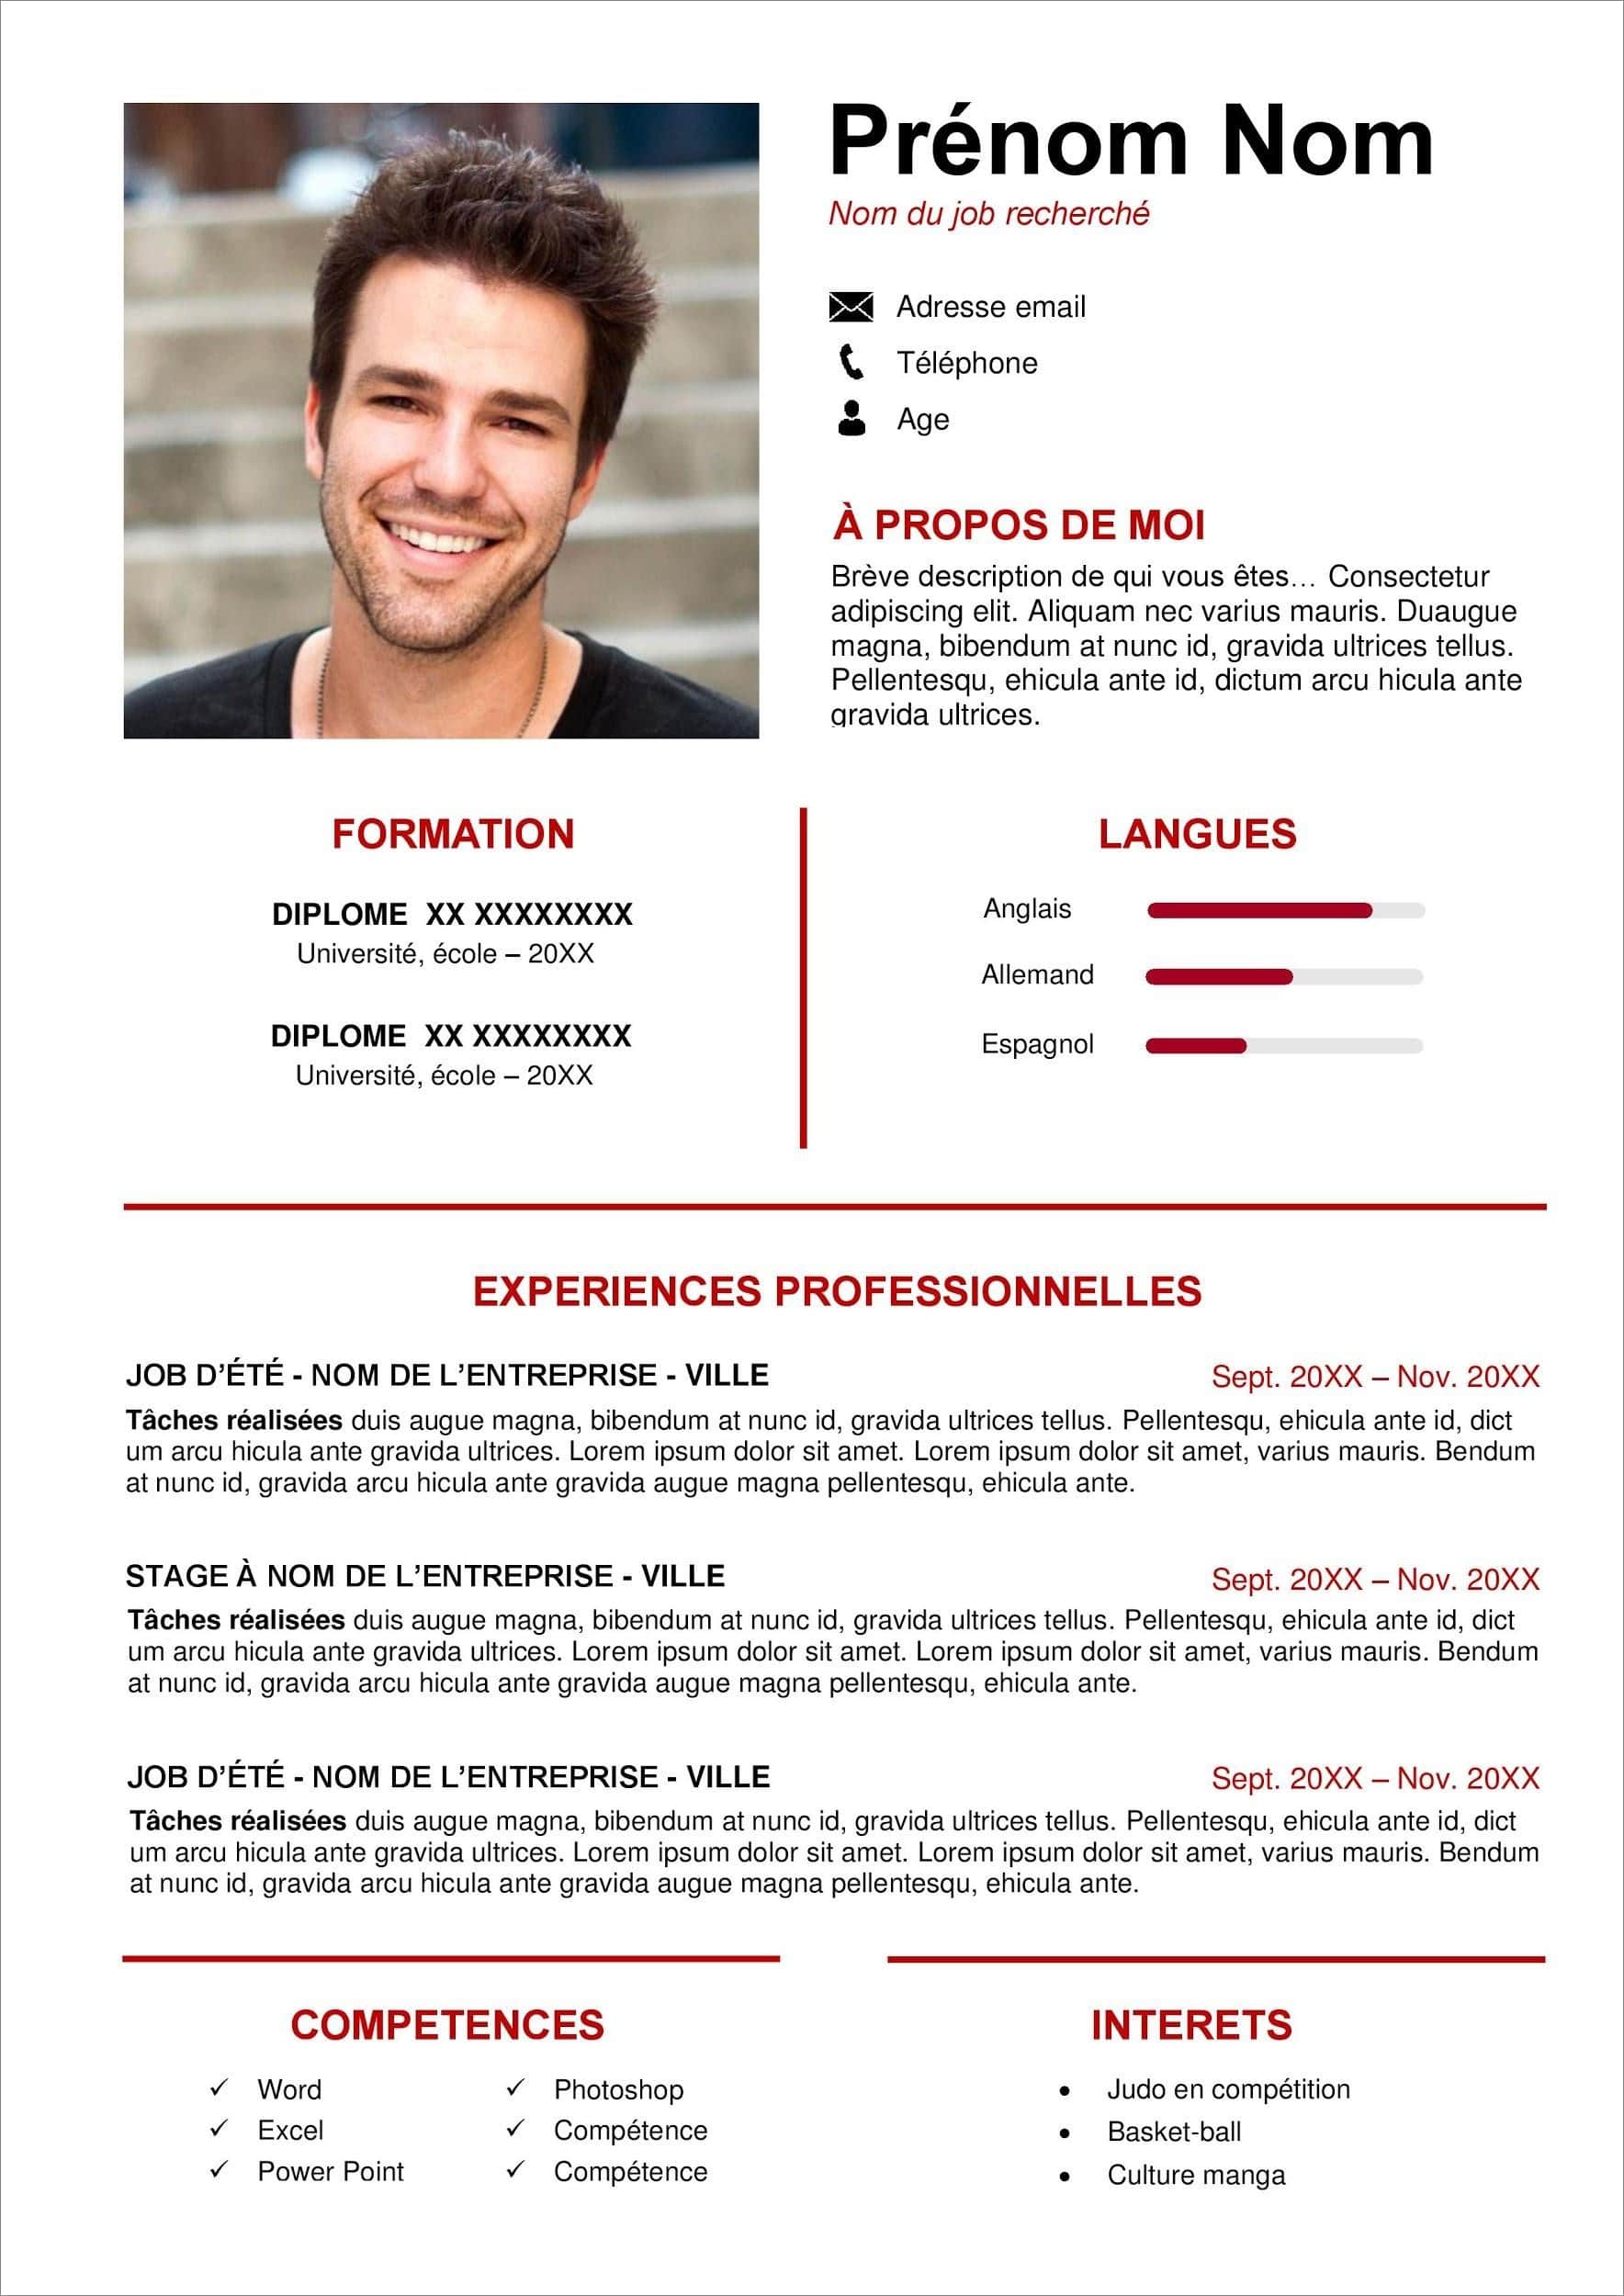 Prénom Nom
Nom du job recherché
Adresse email
Téléphone
Age
À PROPOS DE MOI
Brève description de qui vous êtes… Consectetur
adipiscing elit. Aliquam nec varius mauris. Duaugue
magna, bibendum at nunc id, gravida ultrices tellus.
Pellentesqu, ehicula ante id, dictum arcu hicula ante
gravida ultrices.
FORMATION
DIPLOME  XX XXXXXXXX
Université, école – 20XX
DIPLOME  XX XXXXXXXX
Université, école – 20XX
LANGUES
Anglais
Allemand
Espagnol
EXPERIENCES PROFESSIONNELLES
JOB D’ÉTÉ - NOM DE L’ENTREPRISE - VILLE
Sept. 20XX – Nov. 20XX
Tâches réalisées duis augue magna, bibendum at nunc id, gravida ultrices tellus. Pellentesqu, ehicula ante id, dict
um arcu hicula ante gravida ultrices. Lorem ipsum dolor sit amet. Lorem ipsum dolor sit amet, varius mauris. Bendum
at nunc id, gravida arcu hicula ante gravida augue magna pellentesqu, ehicula ante.
STAGE À NOM DE L’ENTREPRISE - VILLE
Sept. 20XX – Nov. 20XX
Tâches réalisées duis augue magna, bibendum at nunc id, gravida ultrices tellus. Pellentesqu, ehicula ante id, dict
um arcu hicula ante gravida ultrices. Lorem ipsum dolor sit amet. Lorem ipsum dolor sit amet, varius mauris. Bendum
at nunc id, gravida arcu hicula ante gravida augue magna pellentesqu, ehicula ante.
JOB D’ÉTÉ - NOM DE L’ENTREPRISE - VILLE
Sept. 20XX – Nov. 20XX
Tâches réalisées duis augue magna, bibendum at nunc id, gravida ultrices tellus. Pellentesqu, ehicula ante id, dict
um arcu hicula ante gravida ultrices. Lorem ipsum dolor sit amet. Lorem ipsum dolor sit amet, varius mauris. Bendum
at nunc id, gravida arcu hicula ante gravida augue magna pellentesqu, ehicula ante.
COMPETENCES
✓ Word
✓ Excel
✓ Power Point
✓ Photoshop
✓ Compétence
✓ Compétence
INTERETS
• Judo en compétition
• Basket-ball
• Culture manga